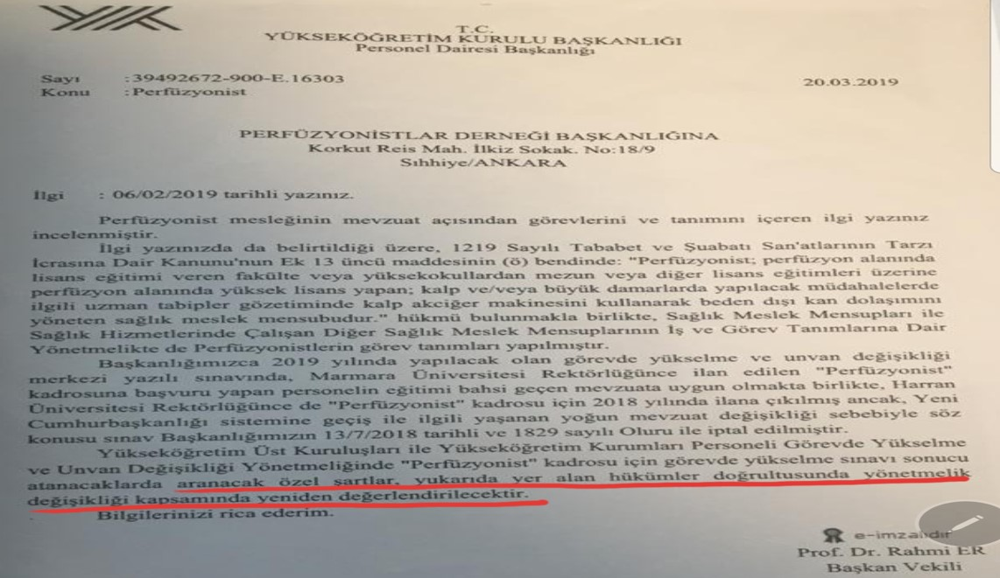 T.C.
YÜKSEKÖĞRETİM KURULU BAŞKANLIĞI
Personel Dairesi Başkanlığı
Sayı : 39492672-900-E.16303
20.03.2019
Konu : Perfüzyonist
PERFÜZYONİSTLAR DERNEĞİ BAŞKANLIĞINA
Korkut Reis Mah. İlkiz Sokak. No:18/9
Sıhhiye/ANKARA
İlgi : 06/02/2019 tarihli yazınız.
Perfüzyonist mesleğinin mevzuat açısından görevlerini ve tanımını içeren ilgi yazınız
incelenmiştir.
İlgi yazınızda da belirtildiği üzere, 1219 Sayılı Tababet ve Şuabatı San'atlarının Tarzı
İcrasına Dair Kanunu'nun Ek 13 üncü maddesinin (ö) bendinde: "Perfüzyonist; perfüzyon alanında
lisans eğitimi veren fakülte veya yüksekokullardan mezun veya diğer lisans eğitimleri üzerine
perfüzyon alanında yüksek lisans yapan; kalp ve/veya büyük damarlarda yapılacak müdahalelerde
ilgili uzman tabipler gözetiminde kalp akciğer makinesini kullanarak beden dışı kan dolaşımını
yöneten sağlık meslek mensubudur." hükmü bulunmakla birlikte, Sağlık Meslek Mensupları ile
Sağlık Hizmetlerinde Çalışan Diğer Sağlık Meslek Mensuplarının İş ve Görev Tanımlarına Dair
Yönetmelikte de Perfüzyonistlerin görev tanımları yapılmıştır.
Başkanlığımızca 2019 yılında yapılacak olan görevde yükselme ve unvan değişikliği
merkezi yazılı sınavında, Marmara Üniversitesi Rektörlüğünce ilan edilen "Perfüzyonist"
kadrosuna başvuru yapan personelin eğitimi bahsi geçen mevzuata uygun olmakta birlikte, Harran
Üniversitesi Rektörlüğünce de "Perfüzyonist" kadrosu için 2018 yılında ilana çıkılmış ancak, Yeni
Cumhurbaşkanlığı sistemine geçiş ile ilgili yaşanan yoğun mevzuat değişikliği sebebiyle söz
konusu sınav Başkanlığımızın 13/7/2018 tarihli ve 1829 sayılı Oluru ile iptal edilmiştir.
Yükseköğretim Üst Kuruluşları ile Yükseköğretim Kurumları Personeli Görevde Yükselme
ve Unvan Değişikliği Yönetmeliğinde "Perfüzyonist" kadrosu için görevde yükselme sınavı sonucu
atanacaklarda aranacak özel şartlar, yukarıda yer alan hükümler doğrultusunda yönetmelik
değişikliği kapsamında yeniden değerlendirilecektir.
Bilgilerinizi rica ederim.
e-imzalıdır
Prof. Dr. Rahmi ER
Başkan Vekili